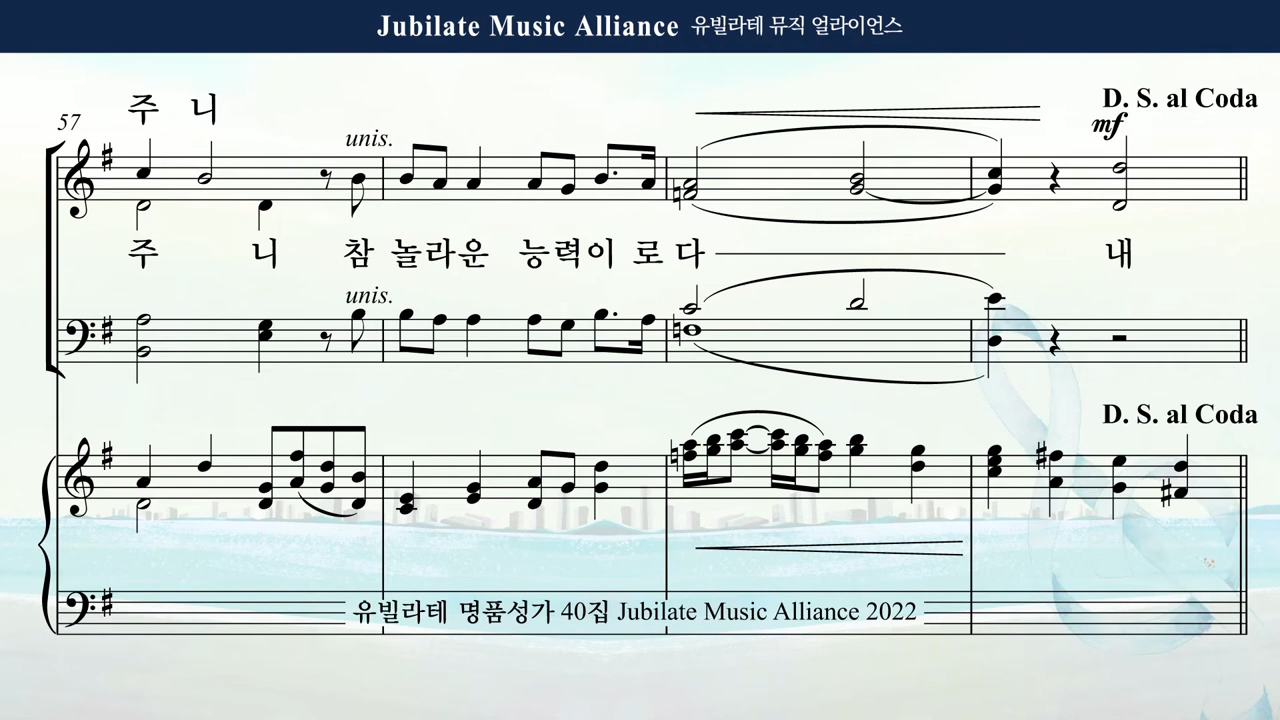 Jubilate Music Alliance 유빌라테 뮤직 얼라이언스
주 니
D. S. al Coda
57
unis.
mf
주 니 참 놀라운 능력이 로 다 내
unis.
D. S. al Coda
유빌라테 명품성가 40집 Jubilate Music Alliance 2022